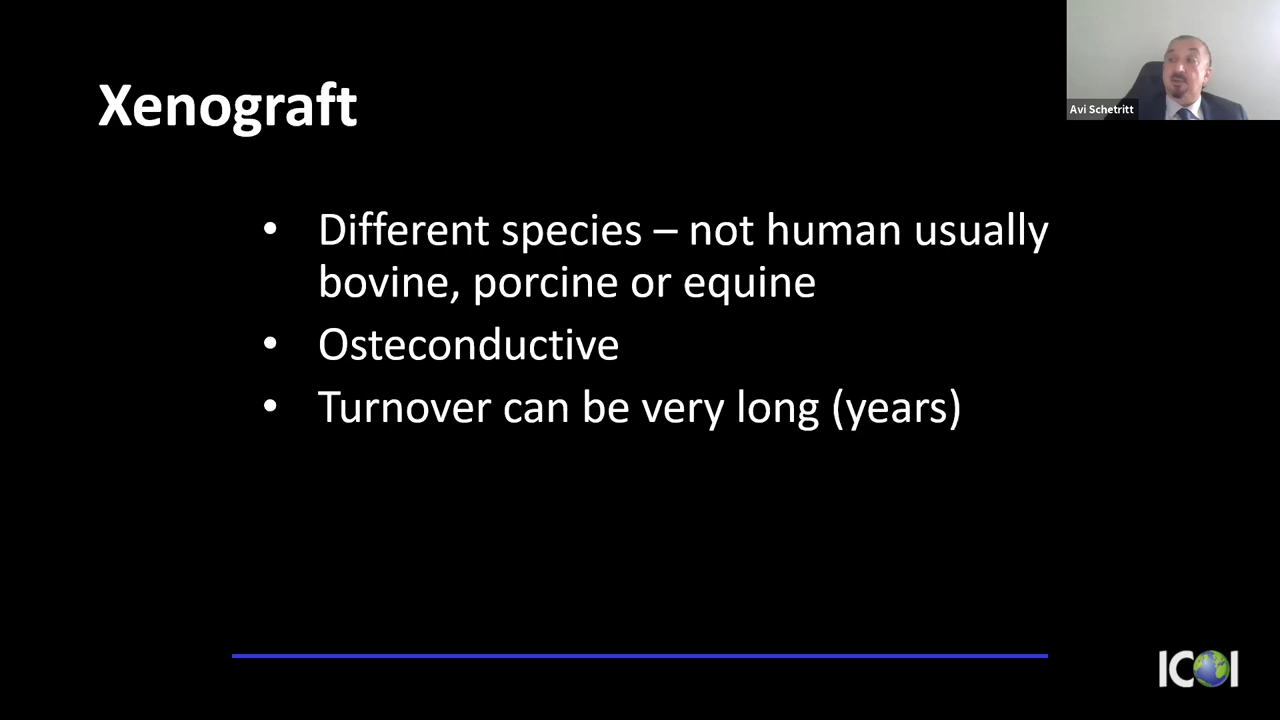 Xenograft
Avi Schetritt
• Different species – not human usually
bovine, porcine or equine
• Osteconductive
• Turnover can be very long (years)
ICOI